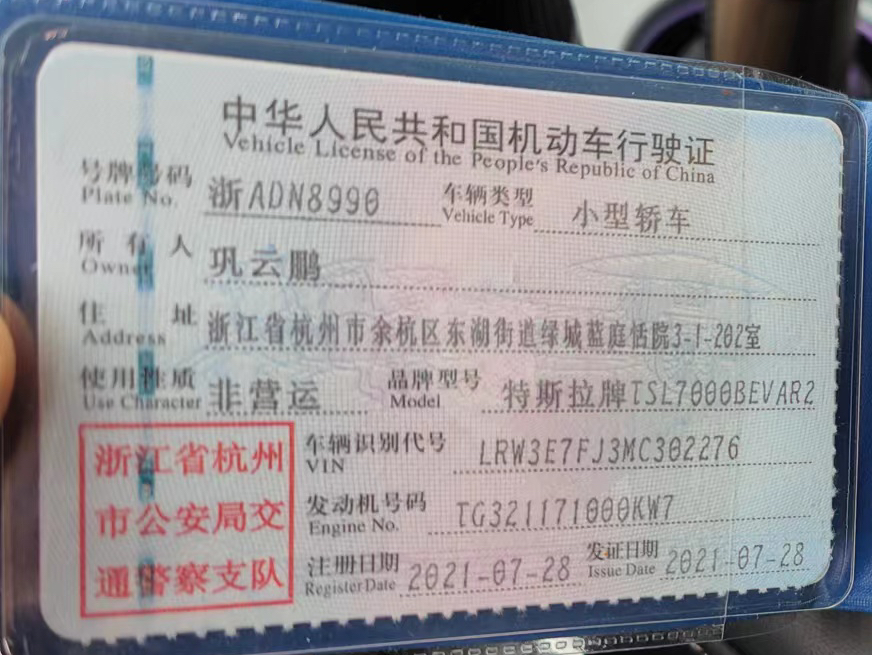 中华人民共和国机动车行驶证
Vehicle License of the People's Republic of China
号牌号码 浙ADN8990 车辆类型 小型轿车
Plate No. Vehicle Type
所有人 巩云鹏
Owner
住址 浙江省杭州市余杭区东湖街道绿城蓝庭恬院3-1-202室
Address
使用性质 非营运 品牌型号 特斯拉牌TSL7000BEVAR2
Use Character Model
浙江省杭州
市公安局交
通警察支队
车辆识别代号 LRW3E7FJ3MC302276
VIN
发动机号码 TG321171000KW7
Engine No.
注册日期 2021-07-28 发证日期 2021-07-28
Register Date Issue Date